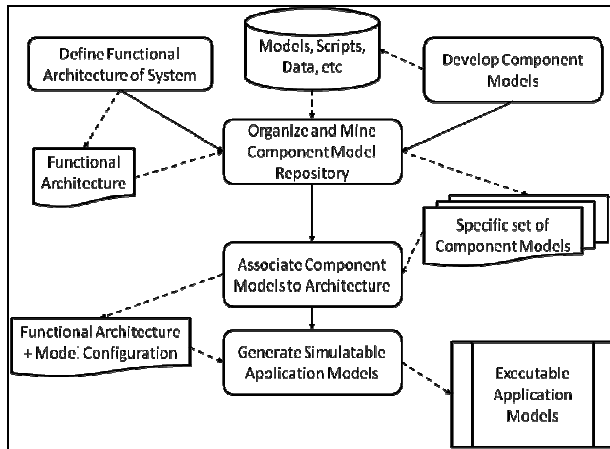 Define Functional
Architecture of System
Models, Scripts,
Data, etc
Develop Component
Models
Organize and Mine
Component Model
Repository
Functional
Architecture
Specific set of
Component Models
Associate Component
Models to Architecture
Functional Architecture
+ Model Configuration
Generate Simulatable
Application Models
Executable
Application
Models